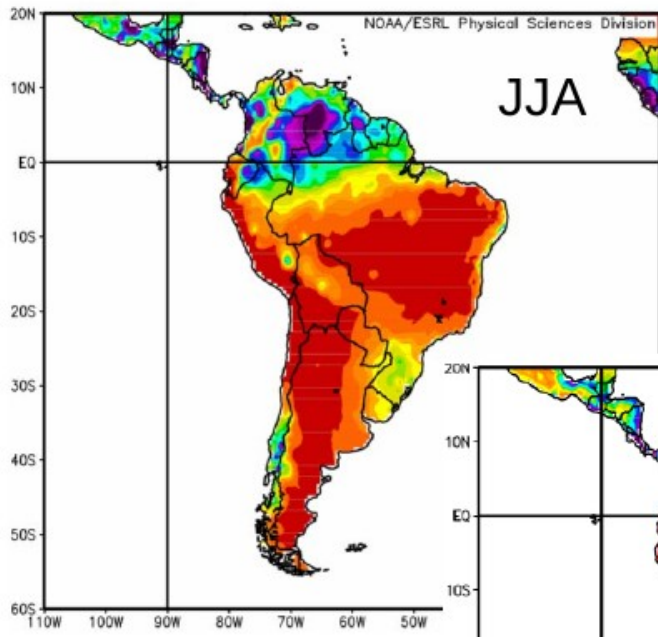 20N
NOAA/ESRL Physical Sciences Division
10N
JJA
EQ
10S
20S
30S
40S
50S
60S
110W 100W 90W 80W 70W 60W 50W
20N
10N
EQ
10S